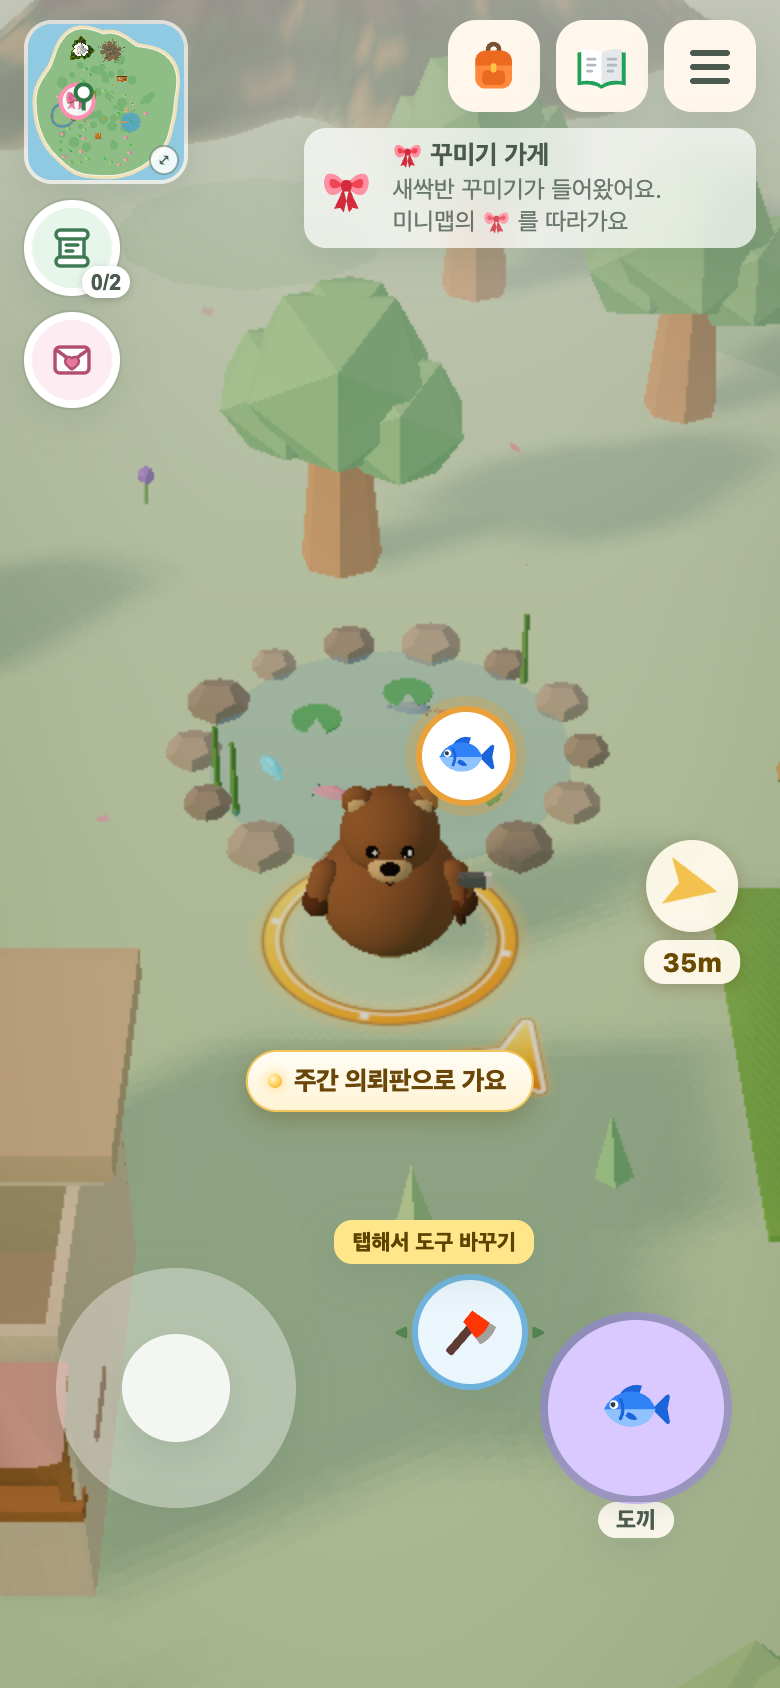 꾸미기 가게
새싹반 꾸미기가 들어왔어요.
미니맵의 를 따라가요
0/2
35m
주간 의뢰판으로 가요
탭해서 도구 바꾸기
도끼